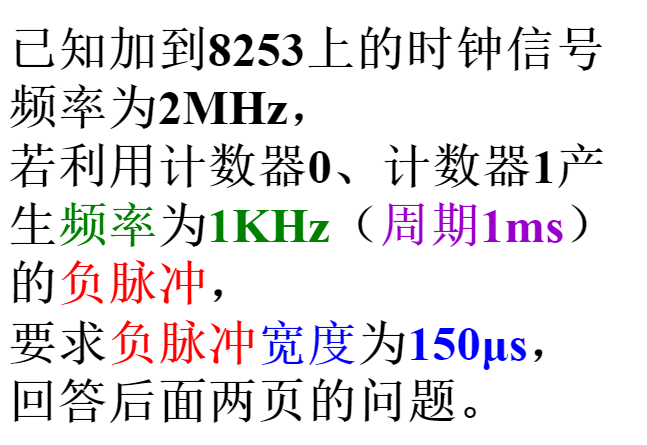 已知加到8253上的时钟信号
频率为2MHz，
若利用计数器0、计数器1产
生频率为1KHz（周期1ms）
的负脉冲，
要求负脉冲宽度为150μs，
回答后面两页的问题。